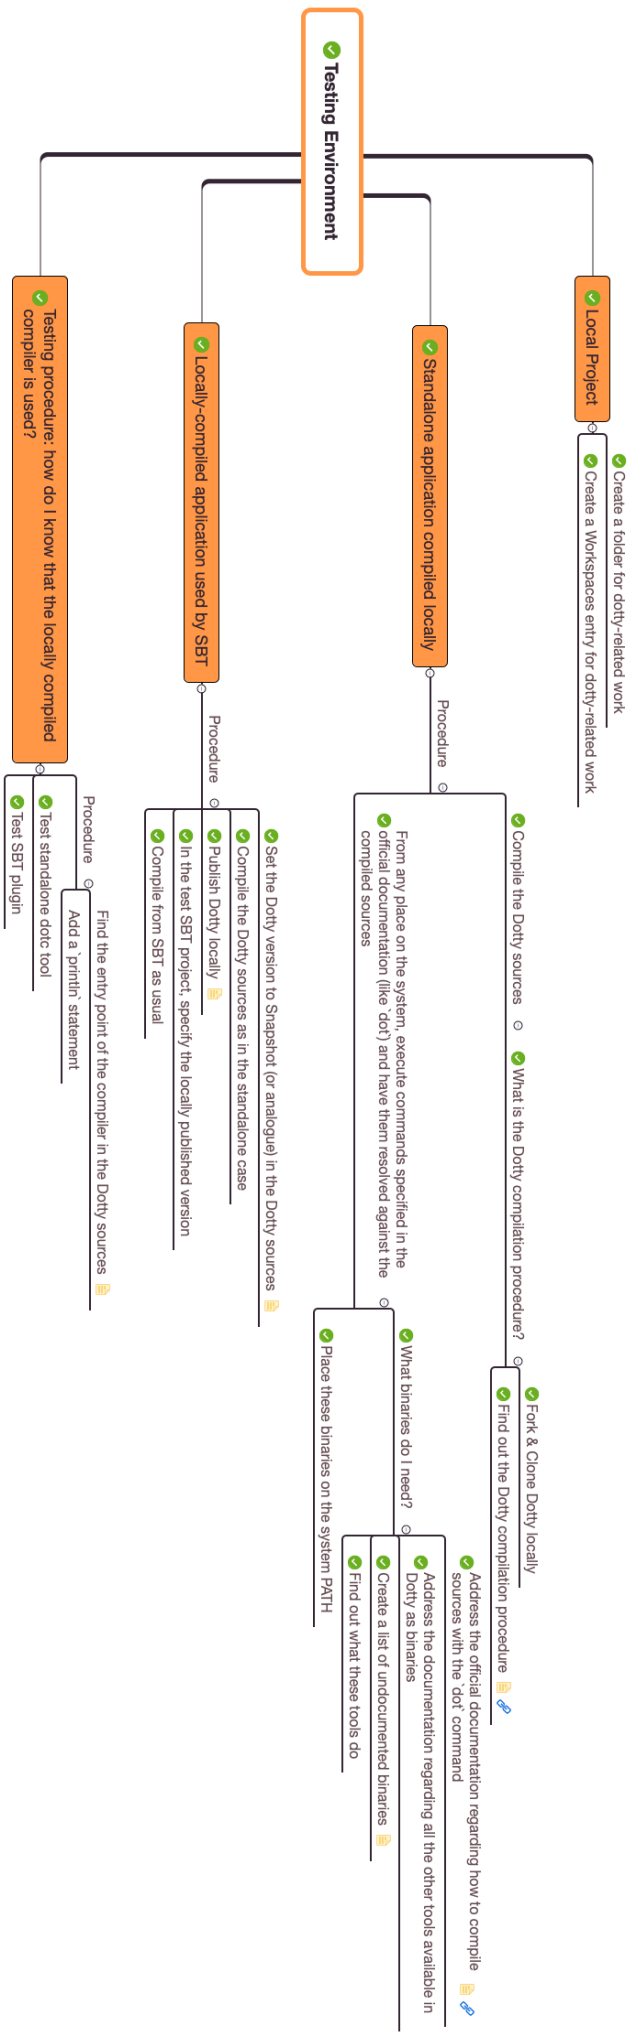 Testing Environment
Local Project
Create a folder for dotty-related work
Create a Workspaces entry for dotty-related work
Standalone application compiled locally
Procedure
Compile the Dotty sources
What is the Dotty compilation procedure?
Fork & Clone Dotty locally
Find out the Dotty compilation procedure
From any place on the system, execute commands specified in the
official documentation (like `dot`) and have them resolved against the
compiled sources
What binaries do I need?
Address the official documentation regarding how to compile
sources with the `dot` command
Address the documentation regarding all the other tools available in
Dotty as binaries
Create a list of undocumented binaries
Find out what these tools do
Place these binaries on the system PATH
Locally-compiled application used by SBT
Procedure
Set the Dotty version to Snapshot (or analogue) in the Dotty sources
Compile the Dotty sources as in the standalone case
Publish Dotty locally
In the test SBT project, specify the locally published version
Compile from SBT as usual
Testing procedure: how do I know that the locally compiled
compiler is used?
Procedure
Find the entry point of the compiler in the Dotty sources
Add a `println` statement
Test standalone dotc tool
Test SBT plugin